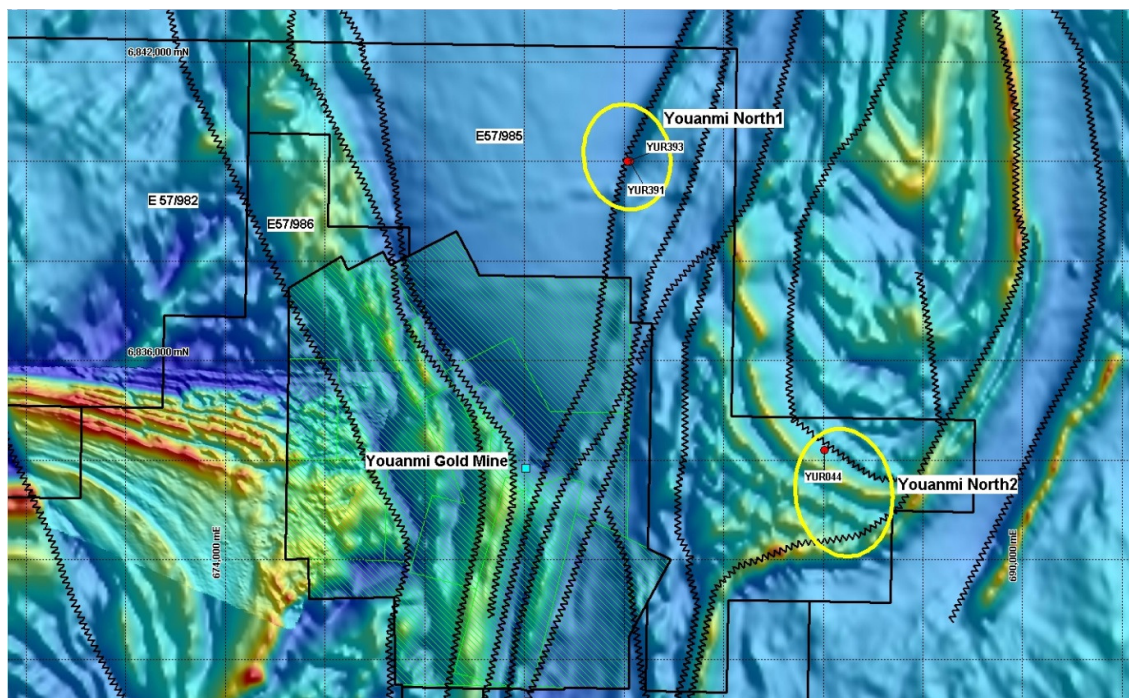 6,842,000 mN
Youanmi North1
E57/985
YUR393
YUR391
E 57/982
E57/986
6,836,000 mN
Youanmi Gold Mine
YUR044
Youanmi North2
674,000 mE
690,000 mE